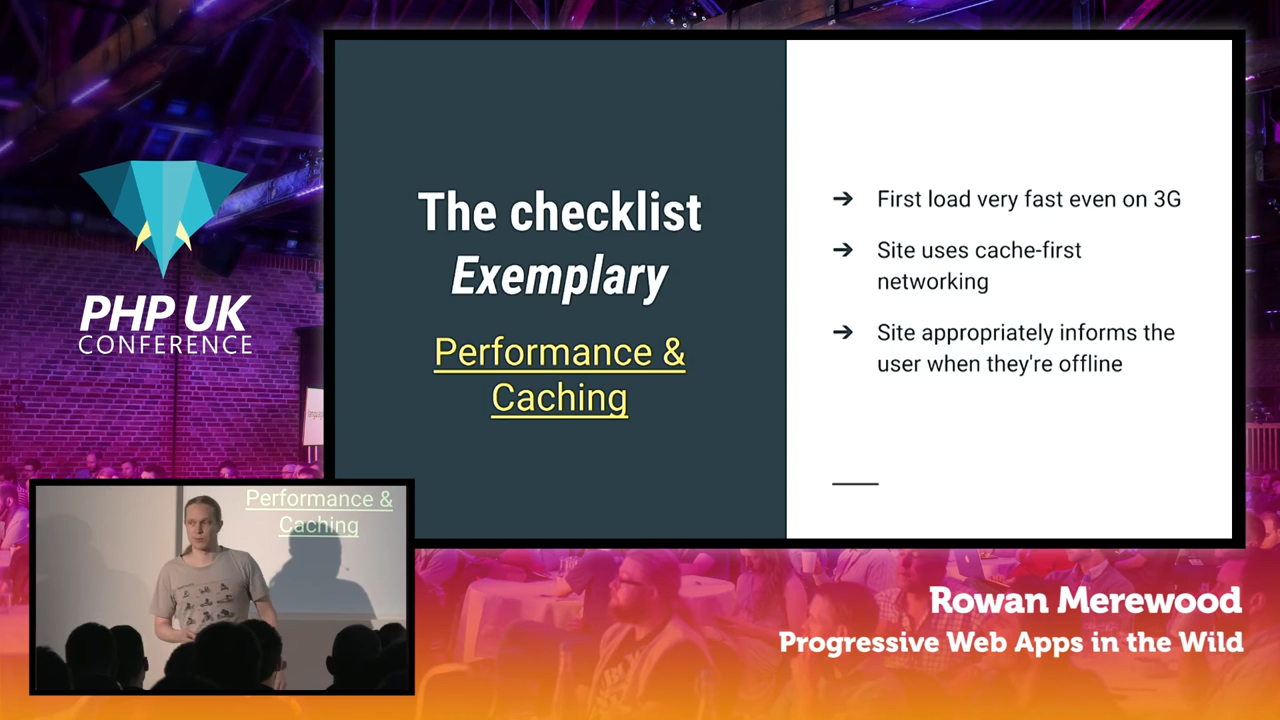 PHP UK
CONFERENCE
The checklist
Exemplary
Performance &
Caching
➔ First load very fast even on 3G
➔ Site uses cache-first
networking
➔ Site appropriately informs the
user when they're offline
Performance &
Caching
Rowan Merewood
Progressive Web Apps in the Wild